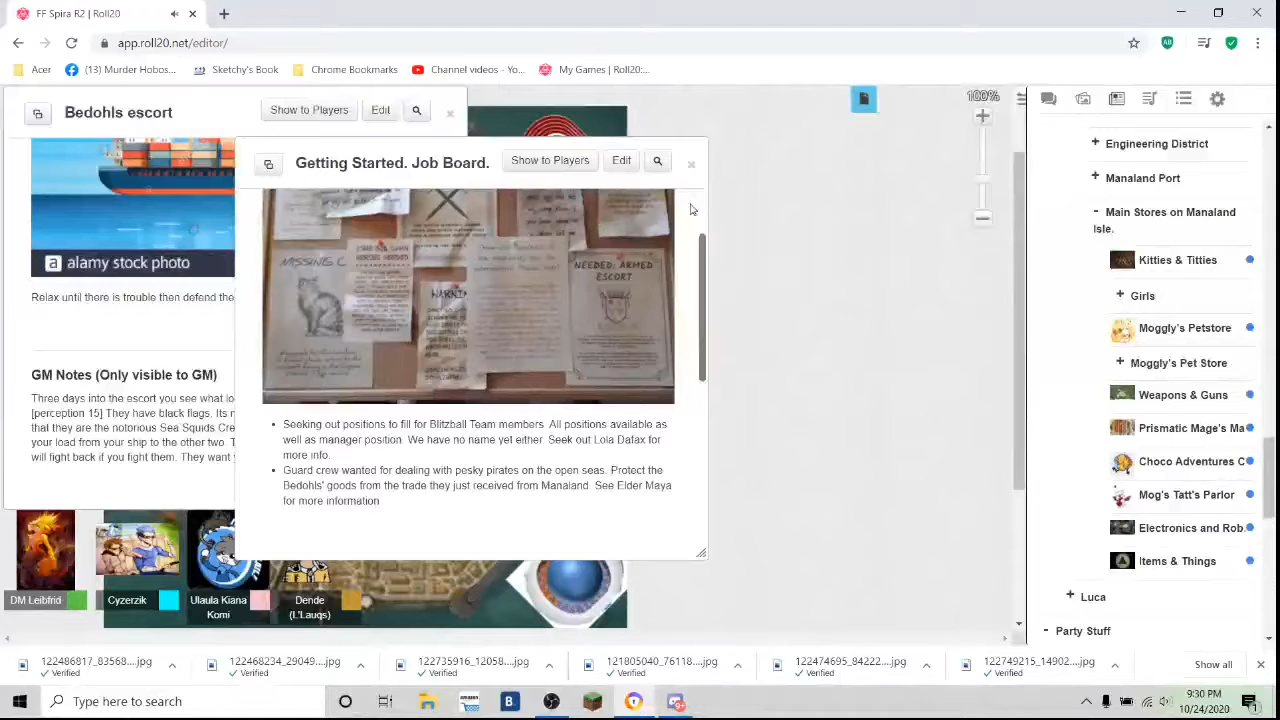 FF Spira R2 | Roll20
app.roll20.net/editor/
Acer
(13) Murder Hobos...
Sketchy's Book
Chrome Bookmarks
Channel videos - Yo...
My Games | Roll20:...
Bedohls escort
Show to Players
Edit
alamy stock photo
a
Relax until there is trouble then defend the
GM Notes (Only visible to GM)
Three days into the escort you see what lo
[perception 15] They have black flags, Its n
that they are the notorious Sea Squids Cre
your load from your ship to the other two. T
will fight back if you fight them. They want y
Getting Started. Job Board.
Show to Players
Edit
MISSING C
NEEDED: ARMED
ESCORT
• Seeking out positions to fill for Blitzball Team members. All positions available as
well as manager position. We have no name yet either. Seek out Lola Datax for
more info.
• Guard crew wanted for dealing with pesky pirates on the open seas. Protect the
Bedohls' goods from the trade they just received from Manaland. See Elder Maya
for more information
100%
+ Engineering District
+ Manaland Port
- Main Stores on Manaland
Isle.
Kitties & Titties
+ Girls
Moggly's Petstore
+ Moggly's Pet Store
Weapons & Guns
Prismatic Mage's Ma
Choco Adventures C
Mog's Tatt's Parlor
Electronics and Rob.
Items & Things
+ Luca
- Party Stuff
DM Leibfrid
Cyzerzik
Ulaula Kiana
Komi
Dende
(L'Lauqs)
122486817_83568....jpg
Verified
122468234_29049....jpg
Verified
122735916_12058....jpg
Verified
121805040_76118....jpg
Verified
122474695_84222....jpg
Verified
122749215_14902....jpg
Verified
Show all
Type here to search
9:30 PM
10/24/2020